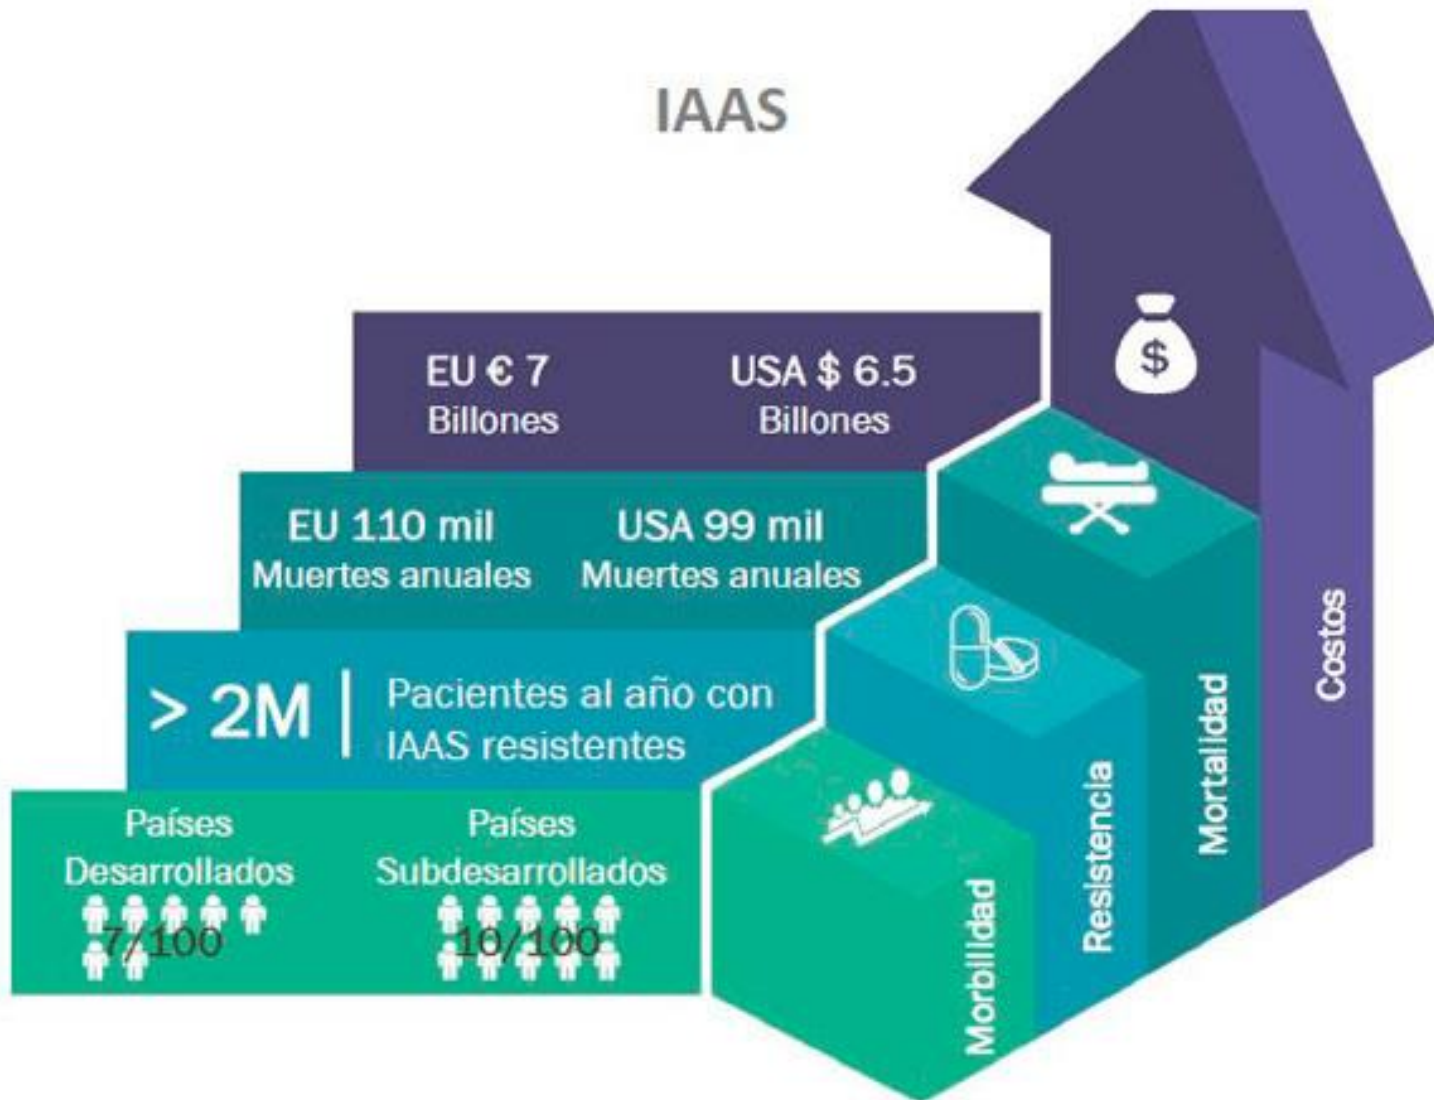 IAAS
EU € 7
Billones
USA $ 6.5
Billones
EU 110 mil
Muertes anuales
USA 99 mil
Muertes anuales
> 2M
Pacientes al año con
IAAS resistentes
Países
Desarrollados
7/100
Países
Subdesarrollados
10/100
Morbilidad
Resistencia
Mortalidad
Costos
$